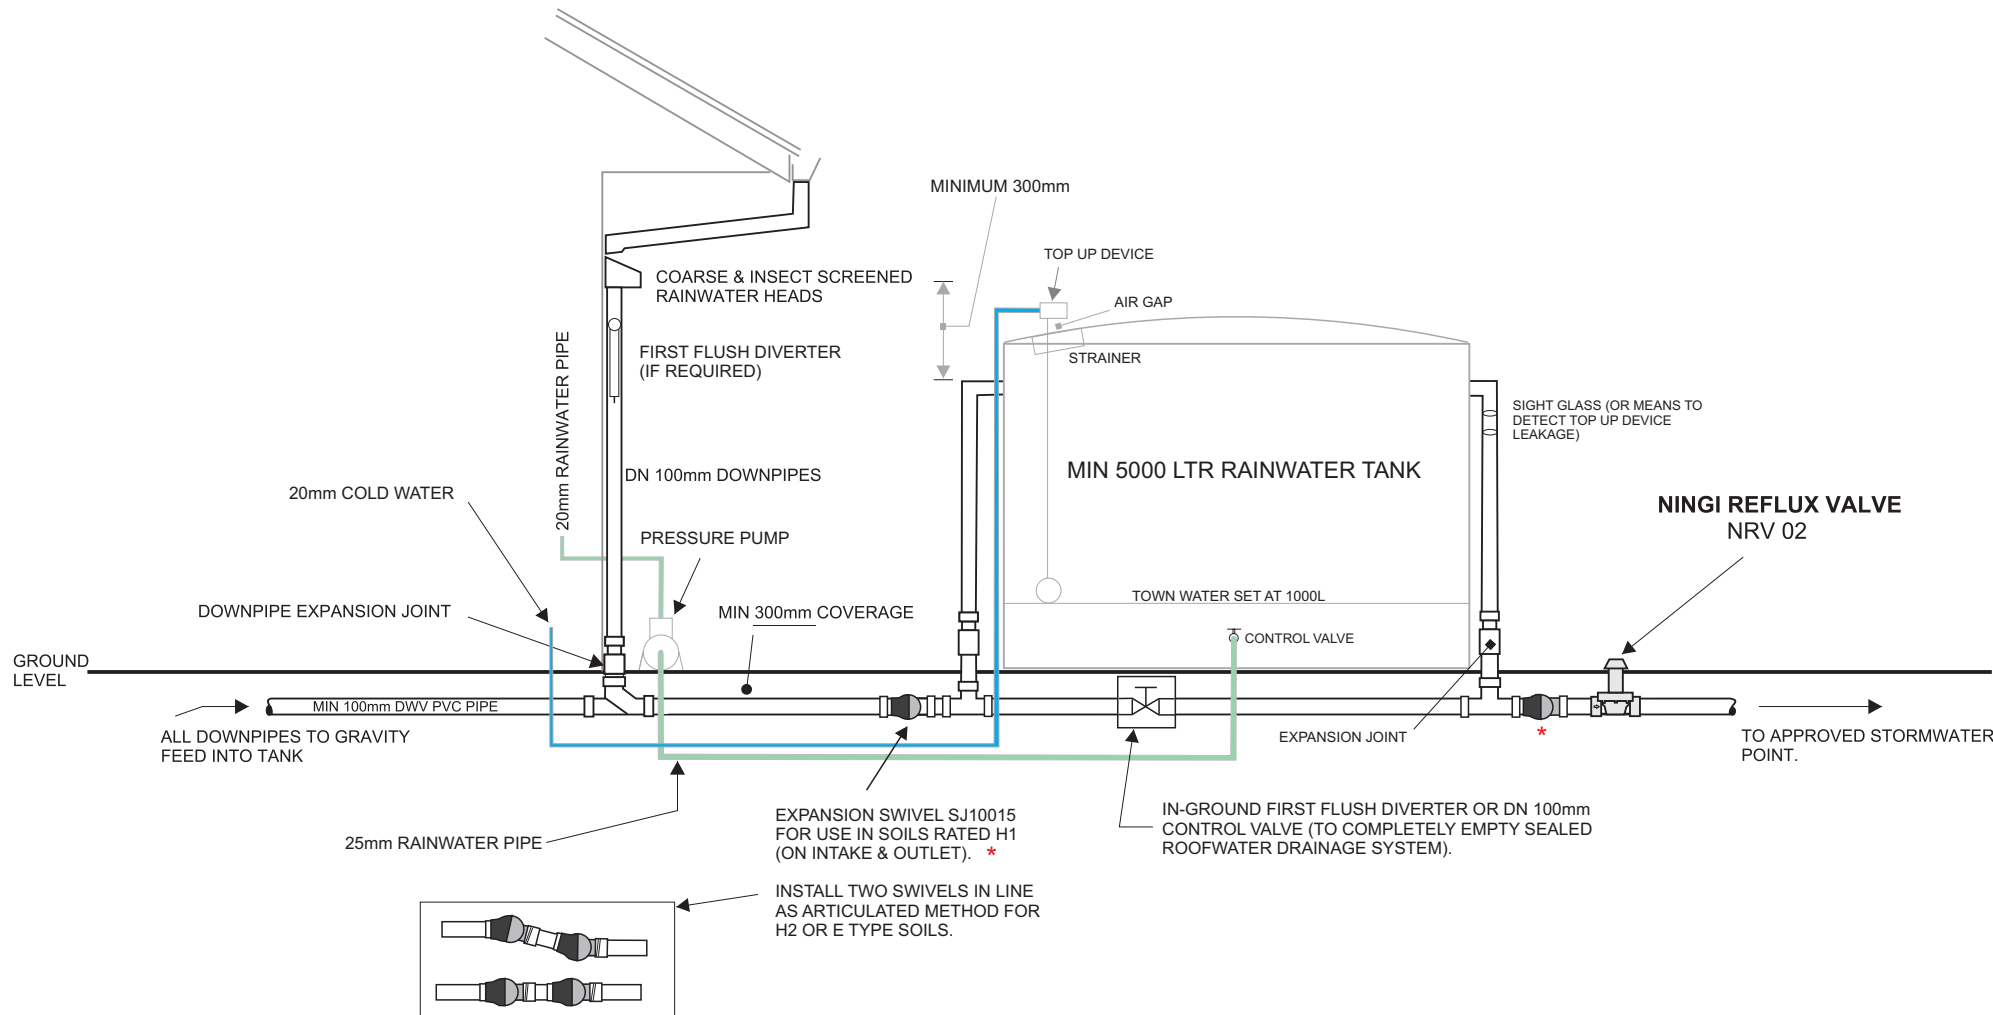 MINIMUM 300mm
TOP UP DEVICE
AIR GAP
COARSE & INSECT SCREENED
RAINWATER HEADS
STRAINER
FIRST FLUSH DIVERTER
(IF REQUIRED)
20mm RAINWATER PIPE
SIGHT GLASS (OR MEANS TO
DETECT TOP UP DEVICE
LEAKAGE)
DN 100mm DOWNPIPES
MIN 5000 LTR RAINWATER TANK
20mm COLD WATER
NINGI REFLUX VALVE
NRV 02
PRESSURE PUMP
TOWN WATER SET AT 1000L
DOWNPIPE EXPANSION JOINT
MIN 300mm COVERAGE
CONTROL VALVE
GROUND
LEVEL
MIN 100mm DWV PVC PIPE
ALL DOWNPIPES TO GRAVITY
FEED INTO TANK
EXPANSION JOINT
*
TO APPROVED STORMWATER
POINT.
25mm RAINWATER PIPE
EXPANSION SWIVEL SJ10015
FOR USE IN SOILS RATED H1
(ON INTAKE & OUTLET). *
IN-GROUND FIRST FLUSH DIVERTER OR DN 100mm
CONTROL VALVE (TO COMPLETELY EMPTY SEALED
ROOFWATER DRAINAGE SYSTEM).
INSTALL TWO SWIVELS IN LINE
AS ARTICULATED METHOD FOR
H2 OR E TYPE SOILS.